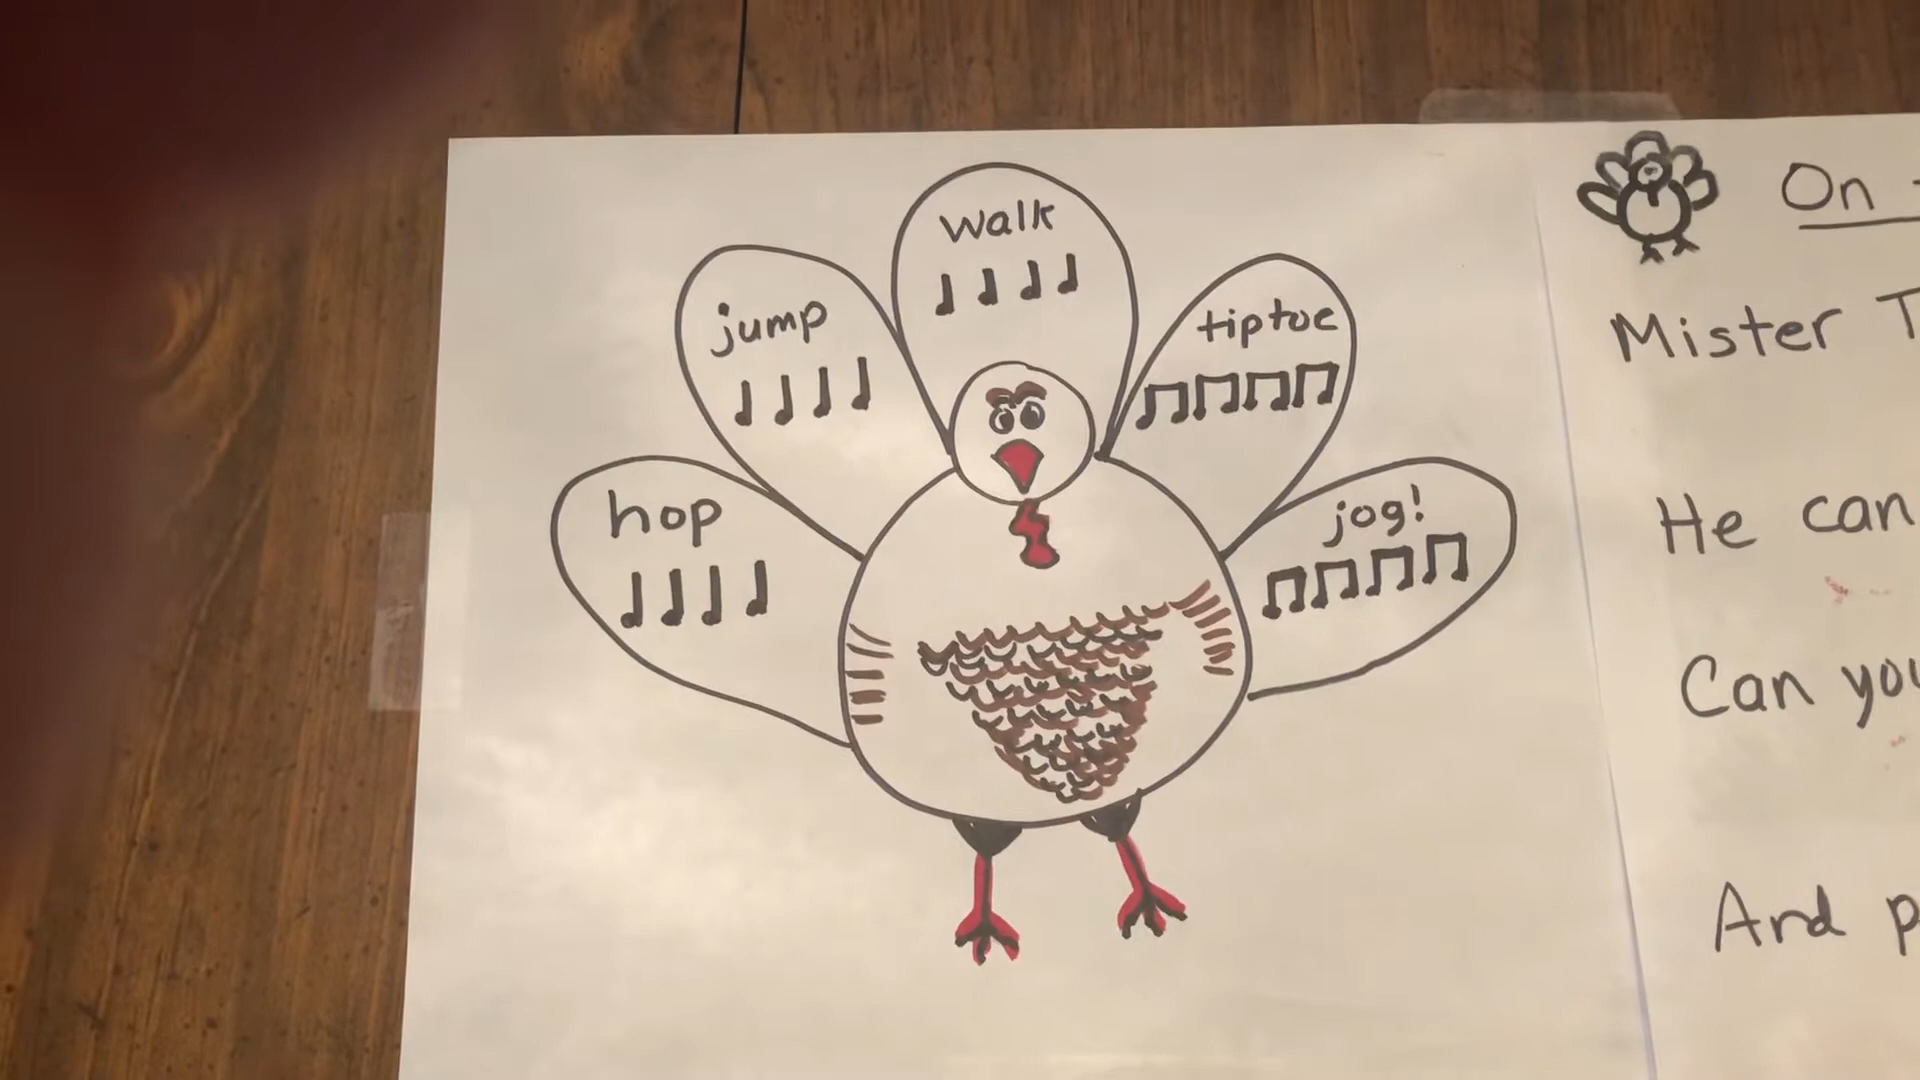 walk
jump
tiptoe
hop
jog!
On
Mister
He can
Can you
And